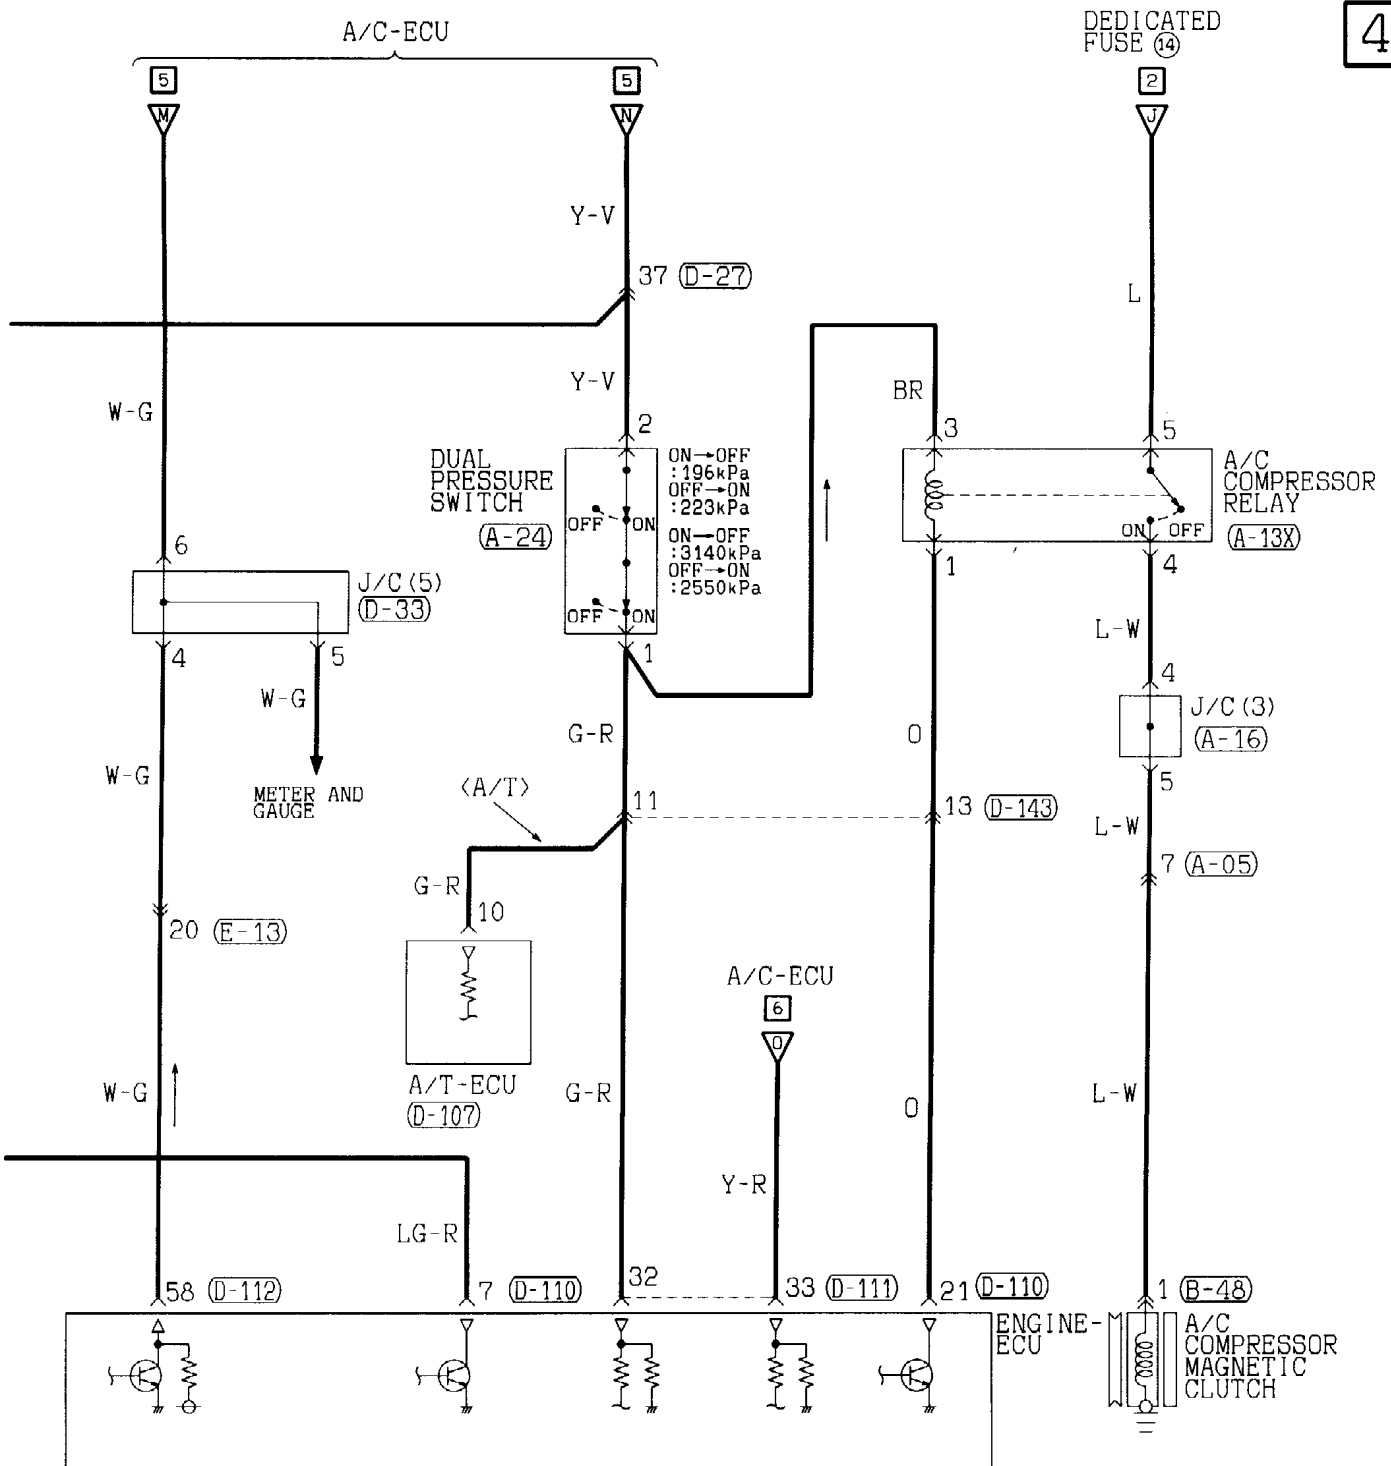 A/C-ECU
DEDICATED
FUSE ⑭
4
5
5
2
M
N
J
Y-V
37 (D-27)
L
Y-V
BR
W-G
2
3
5
DUAL
PRESSURE
SWITCH
(A-24)
ON→OFF
:196kPa
OFF→ON
:223kPa
ON→OFF
:3140kPa
OFF→ON
:2550kPa
OFF
ON
OFF
ON
A/C
COMPRESSOR
RELAY
(A-13X)
ON
OFF
6
J/C(5)
(D-33)
1
4
4
5
1
L-W
W-G
4
J/C(3)
(A-16)
G-R
O
W-G
METER AND
GAUGE
<A/T>
5
11
13 (D-143)
L-W
7 (A-05)
G-R
10
20 (E-13)
A/C-ECU
6
O
A/T-ECU
(D-107)
W-G
G-R
O
L-W
Y-R
LG-R
58 (D-112)
7 (D-110)
32
33 (D-111)
21 (D-110)
1 (B-48)
ENGINE-
ECU
A/C
COMPRESSOR
MAGNETIC
CLUTCH